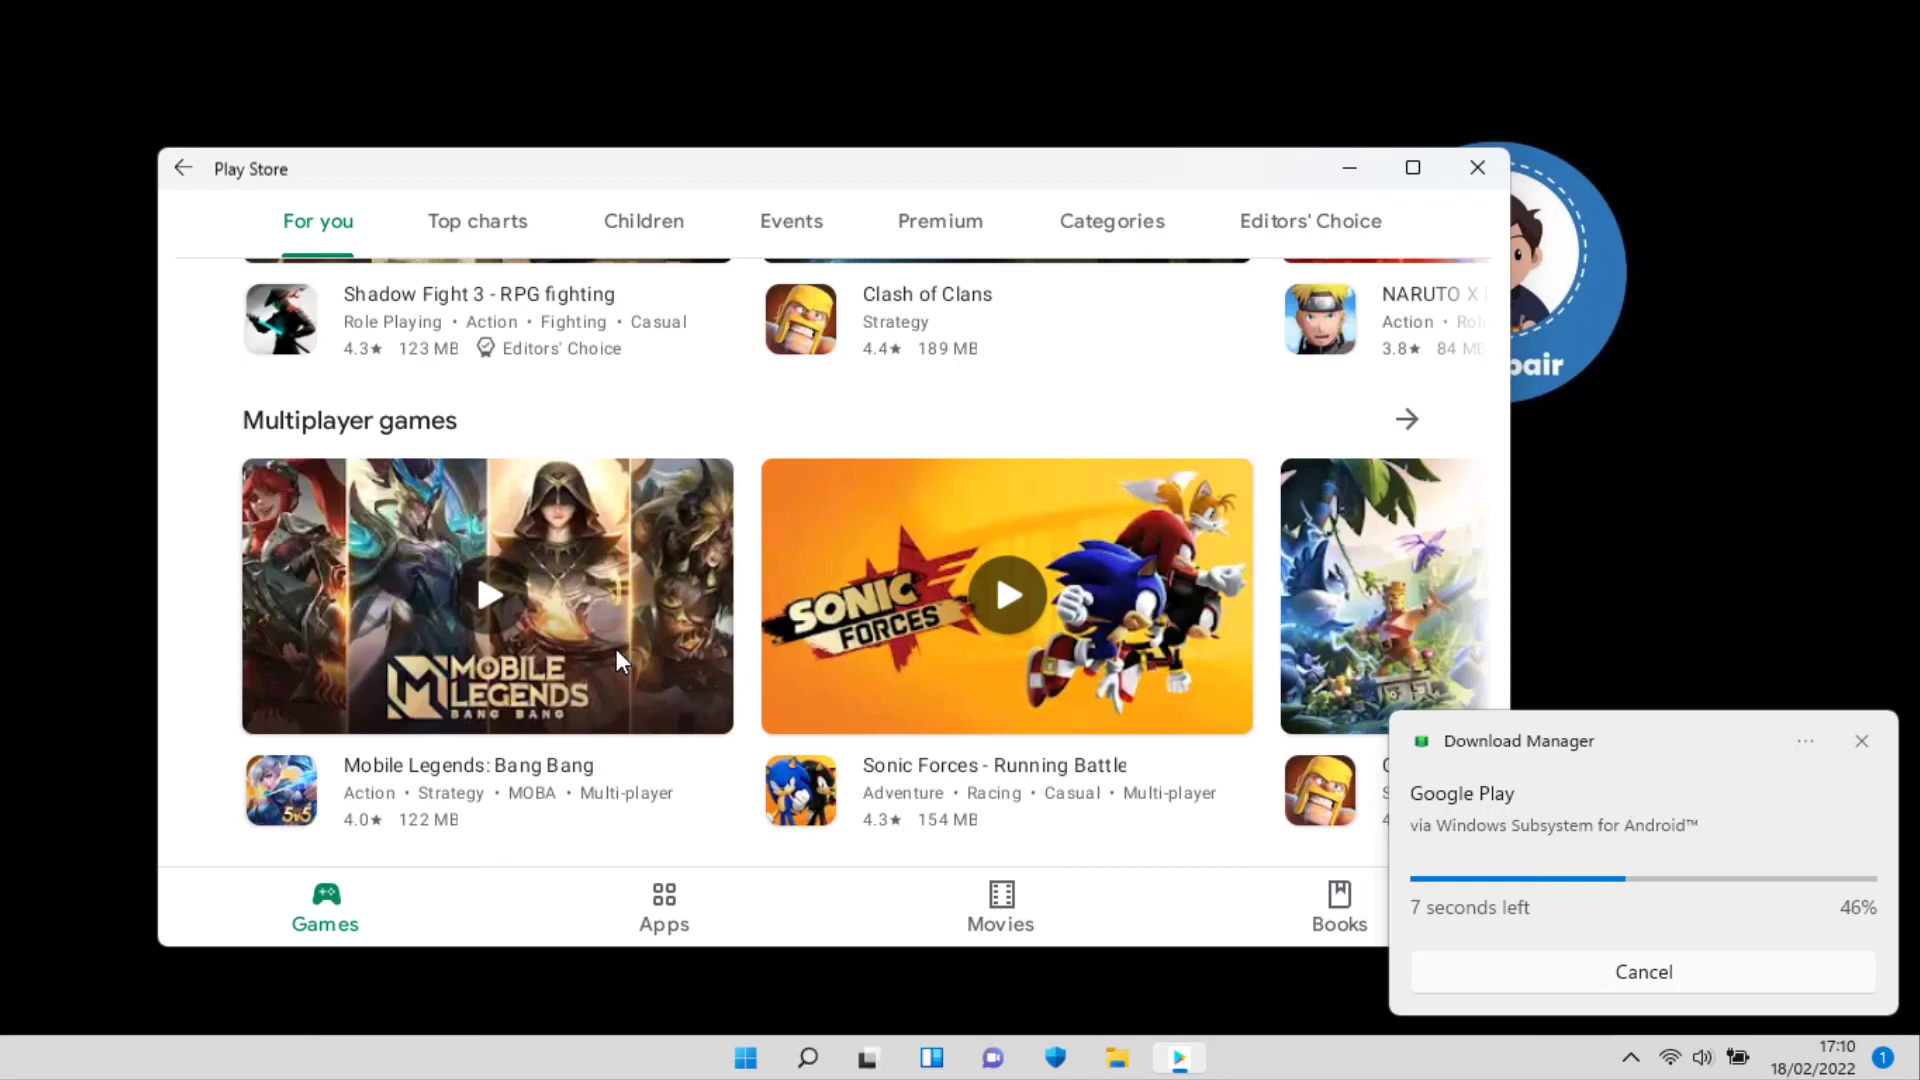 Play Store
For you
Top charts
Children
Events
Premium
Categories
Editors' Choice
Shadow Fight 3 - RPG fighting
Role Playing • Action • Fighting • Casual
4.3★ 123 MB Editors' Choice
Clash of Clans
Strategy
4.4★ 189 MB
NARUTO X
Action •
3.8★ 84 MB
pair
Multiplayer games
MOBILE
LEGENDS
BANG BANG
SONIC
FORCES
Mobile Legends: Bang Bang
Action • Strategy • MOBA • Multi-player
4.0★ 122 MB
5v5
Sonic Forces - Running Battle
Adventure • Racing • Casual • Multi-player
4.3★ 154 MB
Games
Apps
Movies
Books
Download Manager
Google Play
via Windows Subsystem for Android™
7 seconds left
46%
Cancel
17:10
18/02/2022
1